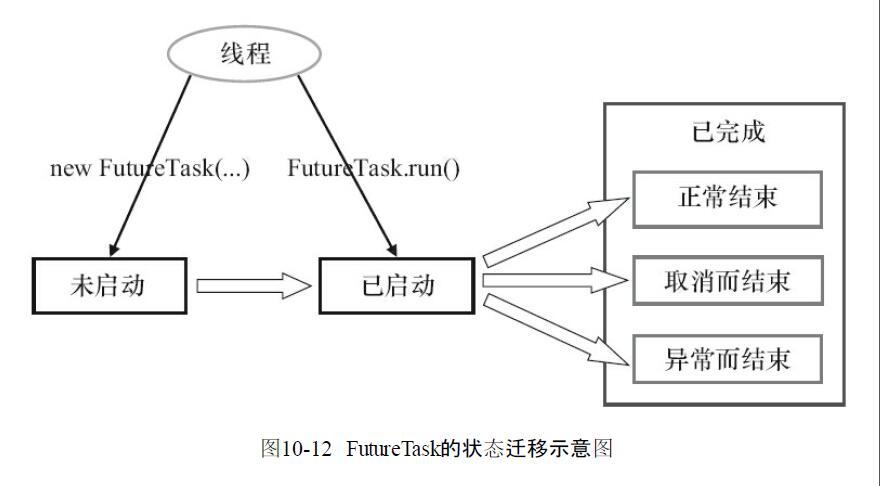 线程
new FutureTask(...)
FutureTask.run()
未启动
已启动
已完成
正常结束
取消而结束
异常而结束
图10-12 FutureTask的状态迁移示意图